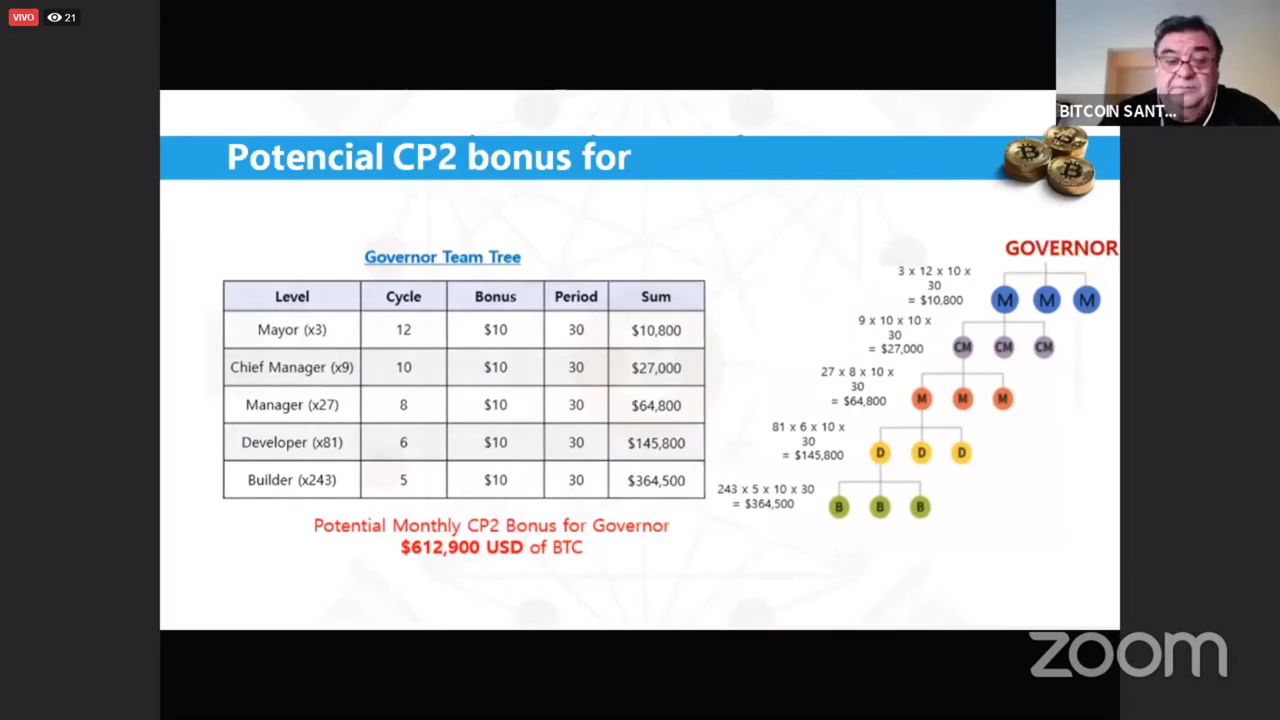 VIVO 21
BITCOIN SANT...
Potencial CP2 bonus for
Governor Team Tree
Level Cycle Bonus Period Sum
Mayor (x3) 12 $10 30 $10,800
Chief Manager (x9) 10 $10 30 $27,000
Manager (x27) 8 $10 30 $64,800
Developer (x81) 6 $10 30 $145,800
Builder (x243) 5 $10 30 $364,500
Potential Monthly CP2 Bonus for Governor
$612,900 USD of BTC
GOVERNOR
3 x 12 x 10 x
30
= $10,800
M M M
9 x 10 x 10 x
30
= $27,000
CM CM CM
27 x 8 x 10 x
30
= $64,800
M M M
81 x 6 x 10 x
30
= $145,800
D D D
243 x 5 x 10 x 30
= $364,500
B B B
zoom